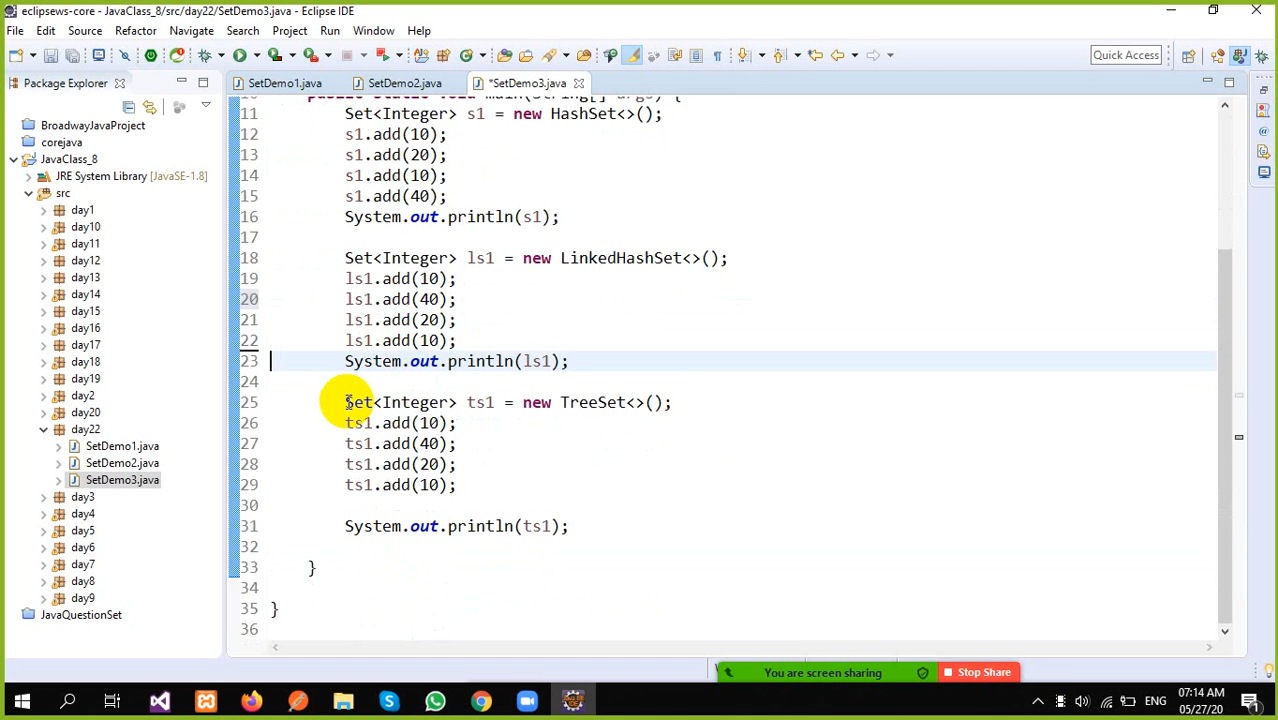 eclipsews-core - JavaClass_8/src/day22/SetDemo3.java - Eclipse IDE
File Edit Source Refactor Navigate Search Project Run Window Help
Quick Access
Package Explorer
SetDemo1.java SetDemo2.java *SetDemo3.java
BroadwayJavaProject
corejava
JavaClass_8
JRE System Library [JavaSE-1.8]
src
day1
day10
day11
day12
day13
day14
day15
day16
day17
day18
day19
day2
day20
day22
SetDemo1.java
SetDemo2.java
SetDemo3.java
day3
day4
day5
day6
day7
day8
day9
JavaQuestionSet
10 public static void main(String[] args) {
11 Set<Integer> s1 = new HashSet<>();
12 s1.add(10);
13 s1.add(20);
14 s1.add(10);
15 s1.add(40);
16 System.out.println(s1);
17
18 Set<Integer> ls1 = new LinkedHashSet<>();
19 ls1.add(10);
20 ls1.add(40);
21 ls1.add(20);
22 ls1.add(10);
23 System.out.println(ls1);
24
25 Set<Integer> ts1 = new TreeSet<>();
26 ts1.add(10);
27 ts1.add(40);
28 ts1.add(20);
29 ts1.add(10);
30
31 System.out.println(ts1);
32
33 }
34
35 }
36
You are screen sharing Stop Share
ENG
07:14 AM
05/27/20